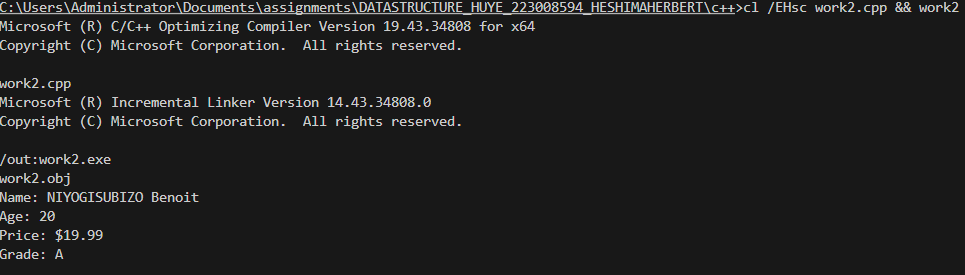 C:\Users\Administrator\Documents\assignments\DATASTRUCTURE_HUYE_223008594_HESHIMAHERBERT\c++>cl /EHsc work2.cpp && work2
Microsoft (R) C/C++ Optimizing Compiler Version 19.43.34808 for x64
Copyright (C) Microsoft Corporation.  All rights reserved.

work2.cpp
Microsoft (R) Incremental Linker Version 14.43.34808.0
Copyright (C) Microsoft Corporation.  All rights reserved.

/out:work2.exe
work2.obj
Name: NIYOGISUBIZO Benoit
Age: 20
Price: $19.99
Grade: A